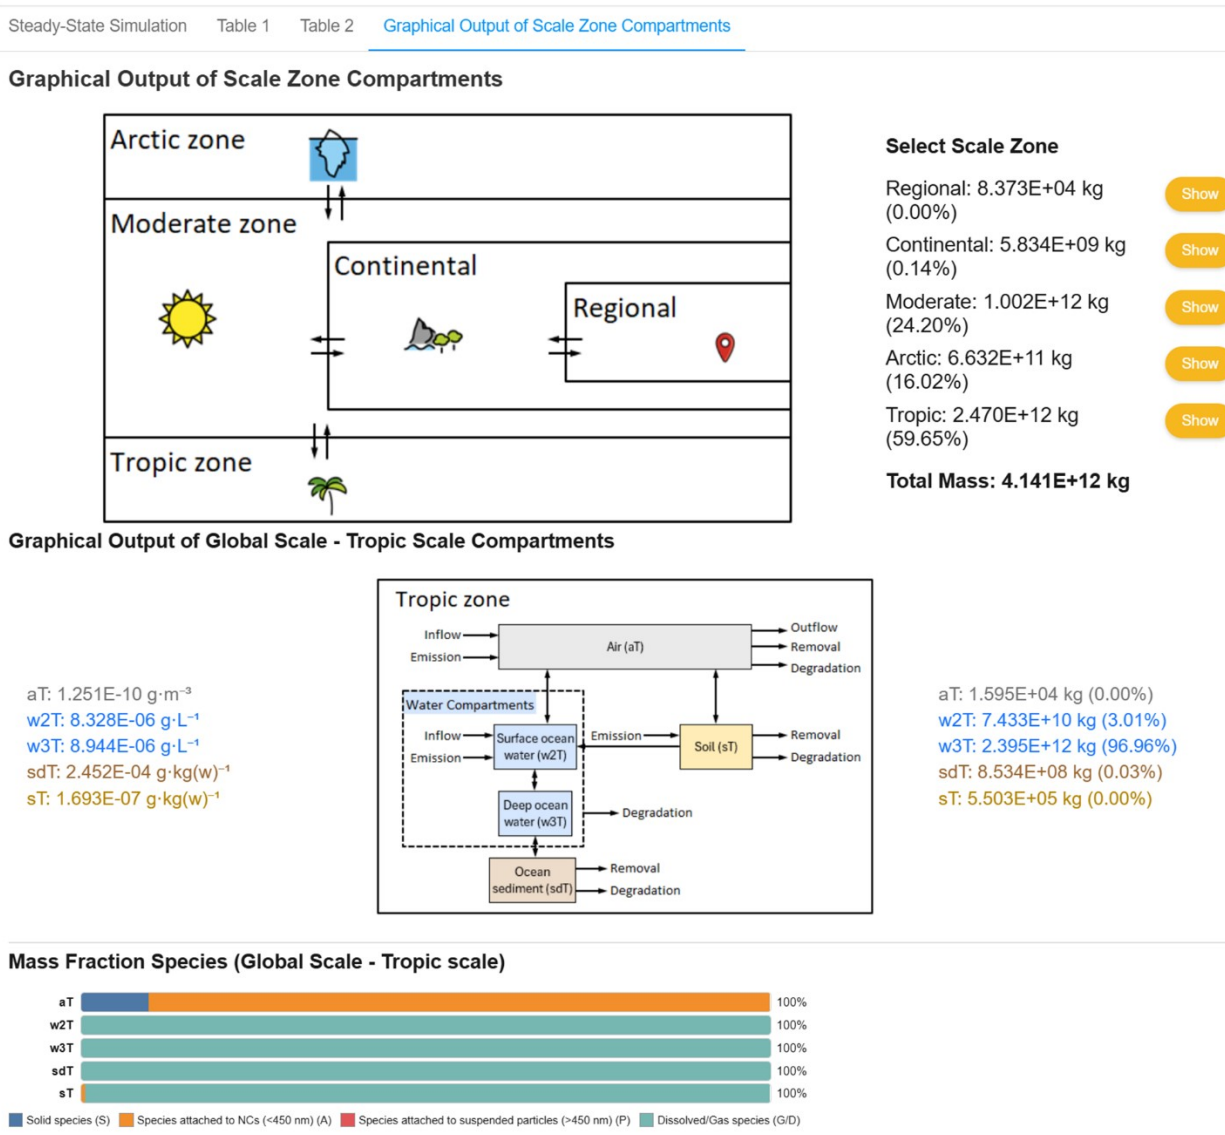 Steady-State Simulation Table 1 Table 2 Graphical Output of Scale Zone Compartments
Graphical Output of Scale Zone Compartments
Arctic zone
Moderate zone
Continental
Regional
Tropic zone
Select Scale Zone
Regional: 8.373E+04 kg
(0.00%)
Show
Continental: 5.834E+09 kg
(0.14%)
Show
Moderate: 1.002E+12 kg
(24.20%)
Show
Arctic: 6.632E+11 kg
(16.02%)
Show
Tropic: 2.470E+12 kg
(59.65%)
Show
Total Mass: 4.141E+12 kg
Graphical Output of Global Scale - Tropic Scale Compartments
aT: 1.251E-10 g·m⁻³
w2T: 8.328E-06 g·L⁻¹
w3T: 8.944E-06 g·L⁻¹
sdT: 2.452E-04 g·kg(w)⁻¹
sT: 1.693E-07 g·kg(w)⁻¹
Tropic zone
Inflow
Emission
Air (aT)
Outflow
Removal
Degradation
Water Compartments
Inflow
Emission
Surface ocean
water (w2T)
Emission
Soil (sT)
Removal
Degradation
Deep ocean
water (w3T)
Degradation
Ocean
sediment (sdT)
Removal
Degradation
aT: 1.595E+04 kg (0.00%)
w2T: 7.433E+10 kg (3.01%)
w3T: 2.395E+12 kg (96.96%)
sdT: 8.534E+08 kg (0.03%)
sT: 5.503E+05 kg (0.00%)
Mass Fraction Species (Global Scale - Tropic scale)
aT 100%
w2T 100%
w3T 100%
sdT 100%
sT 100%
Solid species (S) Species attached to NCs (<450 nm) (A) Species attached to suspended particles (>450 nm) (P) Dissolved/Gas species (G/D)